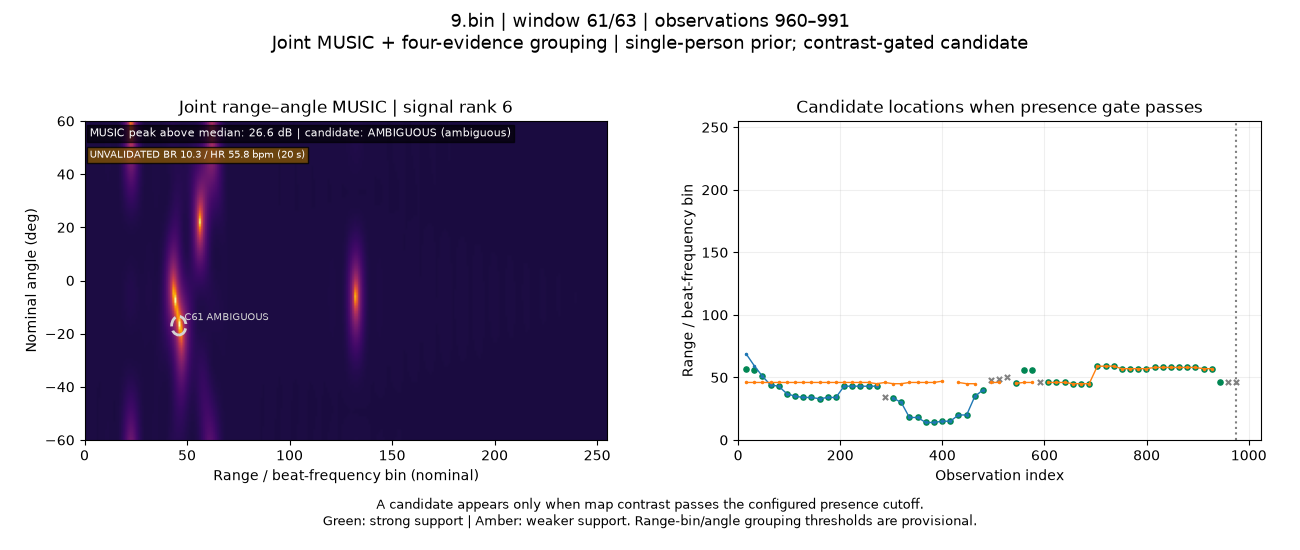 9.bin | window 61/63 | observations 960–991
Joint MUSIC + four-evidence grouping | single-person prior; contrast-gated candidate
Joint range–angle MUSIC | signal rank 6
MUSIC peak above median: 26.6 dB | candidate: AMBIGUOUS (ambiguous)
UNVALIDATED BR 10.3 / HR 55.8 bpm (20 s)
C61 AMBIGUOUS
Nominal angle (deg)
60
40
20
0
−20
−40
−60
0
50
100
150
200
250
Range / beat-frequency bin (nominal)
Candidate locations when presence gate passes
Range / beat-frequency bin
250
200
150
100
50
0
0
200
400
600
800
1000
Observation index
A candidate appears only when map contrast passes the configured presence cutoff.
Green: strong support | Amber: weaker support. Range-bin/angle grouping thresholds are provisional.